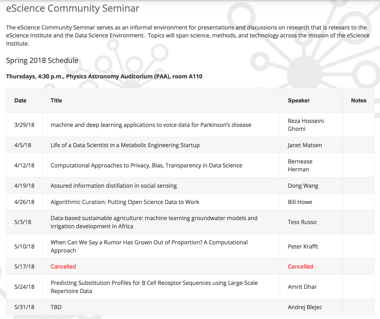 eScience Community Seminar
The eScience Community Seminar serves as an informal environment for presentations and discussions on research that is relevant to the
eScience Institute and the Data Science Environment. Topics will span science, methods, and technology across the mission of the eScience
Institute.
Spring 2018 Schedule
Thursdays, 4:30 p.m., Physics Astronomy Auditorium (PAA), room A110
Date Title Speaker Notes
3/29/18 machine and deep learning applications to voice data for Parkinson's disease Reza Hosseini
Ghomi
4/5/18 Life of a Data Scientist in a Metabolic Engineering Startup Janet Matsen
4/12/18 Computational Approaches to Privacy, Bias, Transparency in Data Science Bernease
Herman
4/19/18 Assured information distillation in social sensing Dong Wang
4/26/18 Algorithmic Curation: Putting Open Science Data to Work Bill Howe
5/3/18 Data-based sustainable agriculture: machine learning groundwater models and
irrigation development in Africa Tess Russo
5/10/18 When Can We Say a Rumor Has Grown Out of Proportion? A Computational
Approach Peter Krafft
5/17/18 Cancelled Cancelled
5/24/18 Predicting Substitution Profiles for B Cell Receptor Sequences using Large-Scale
Repertoire Data Amrit Dhar
5/31/18 TBD Andrej Blejec